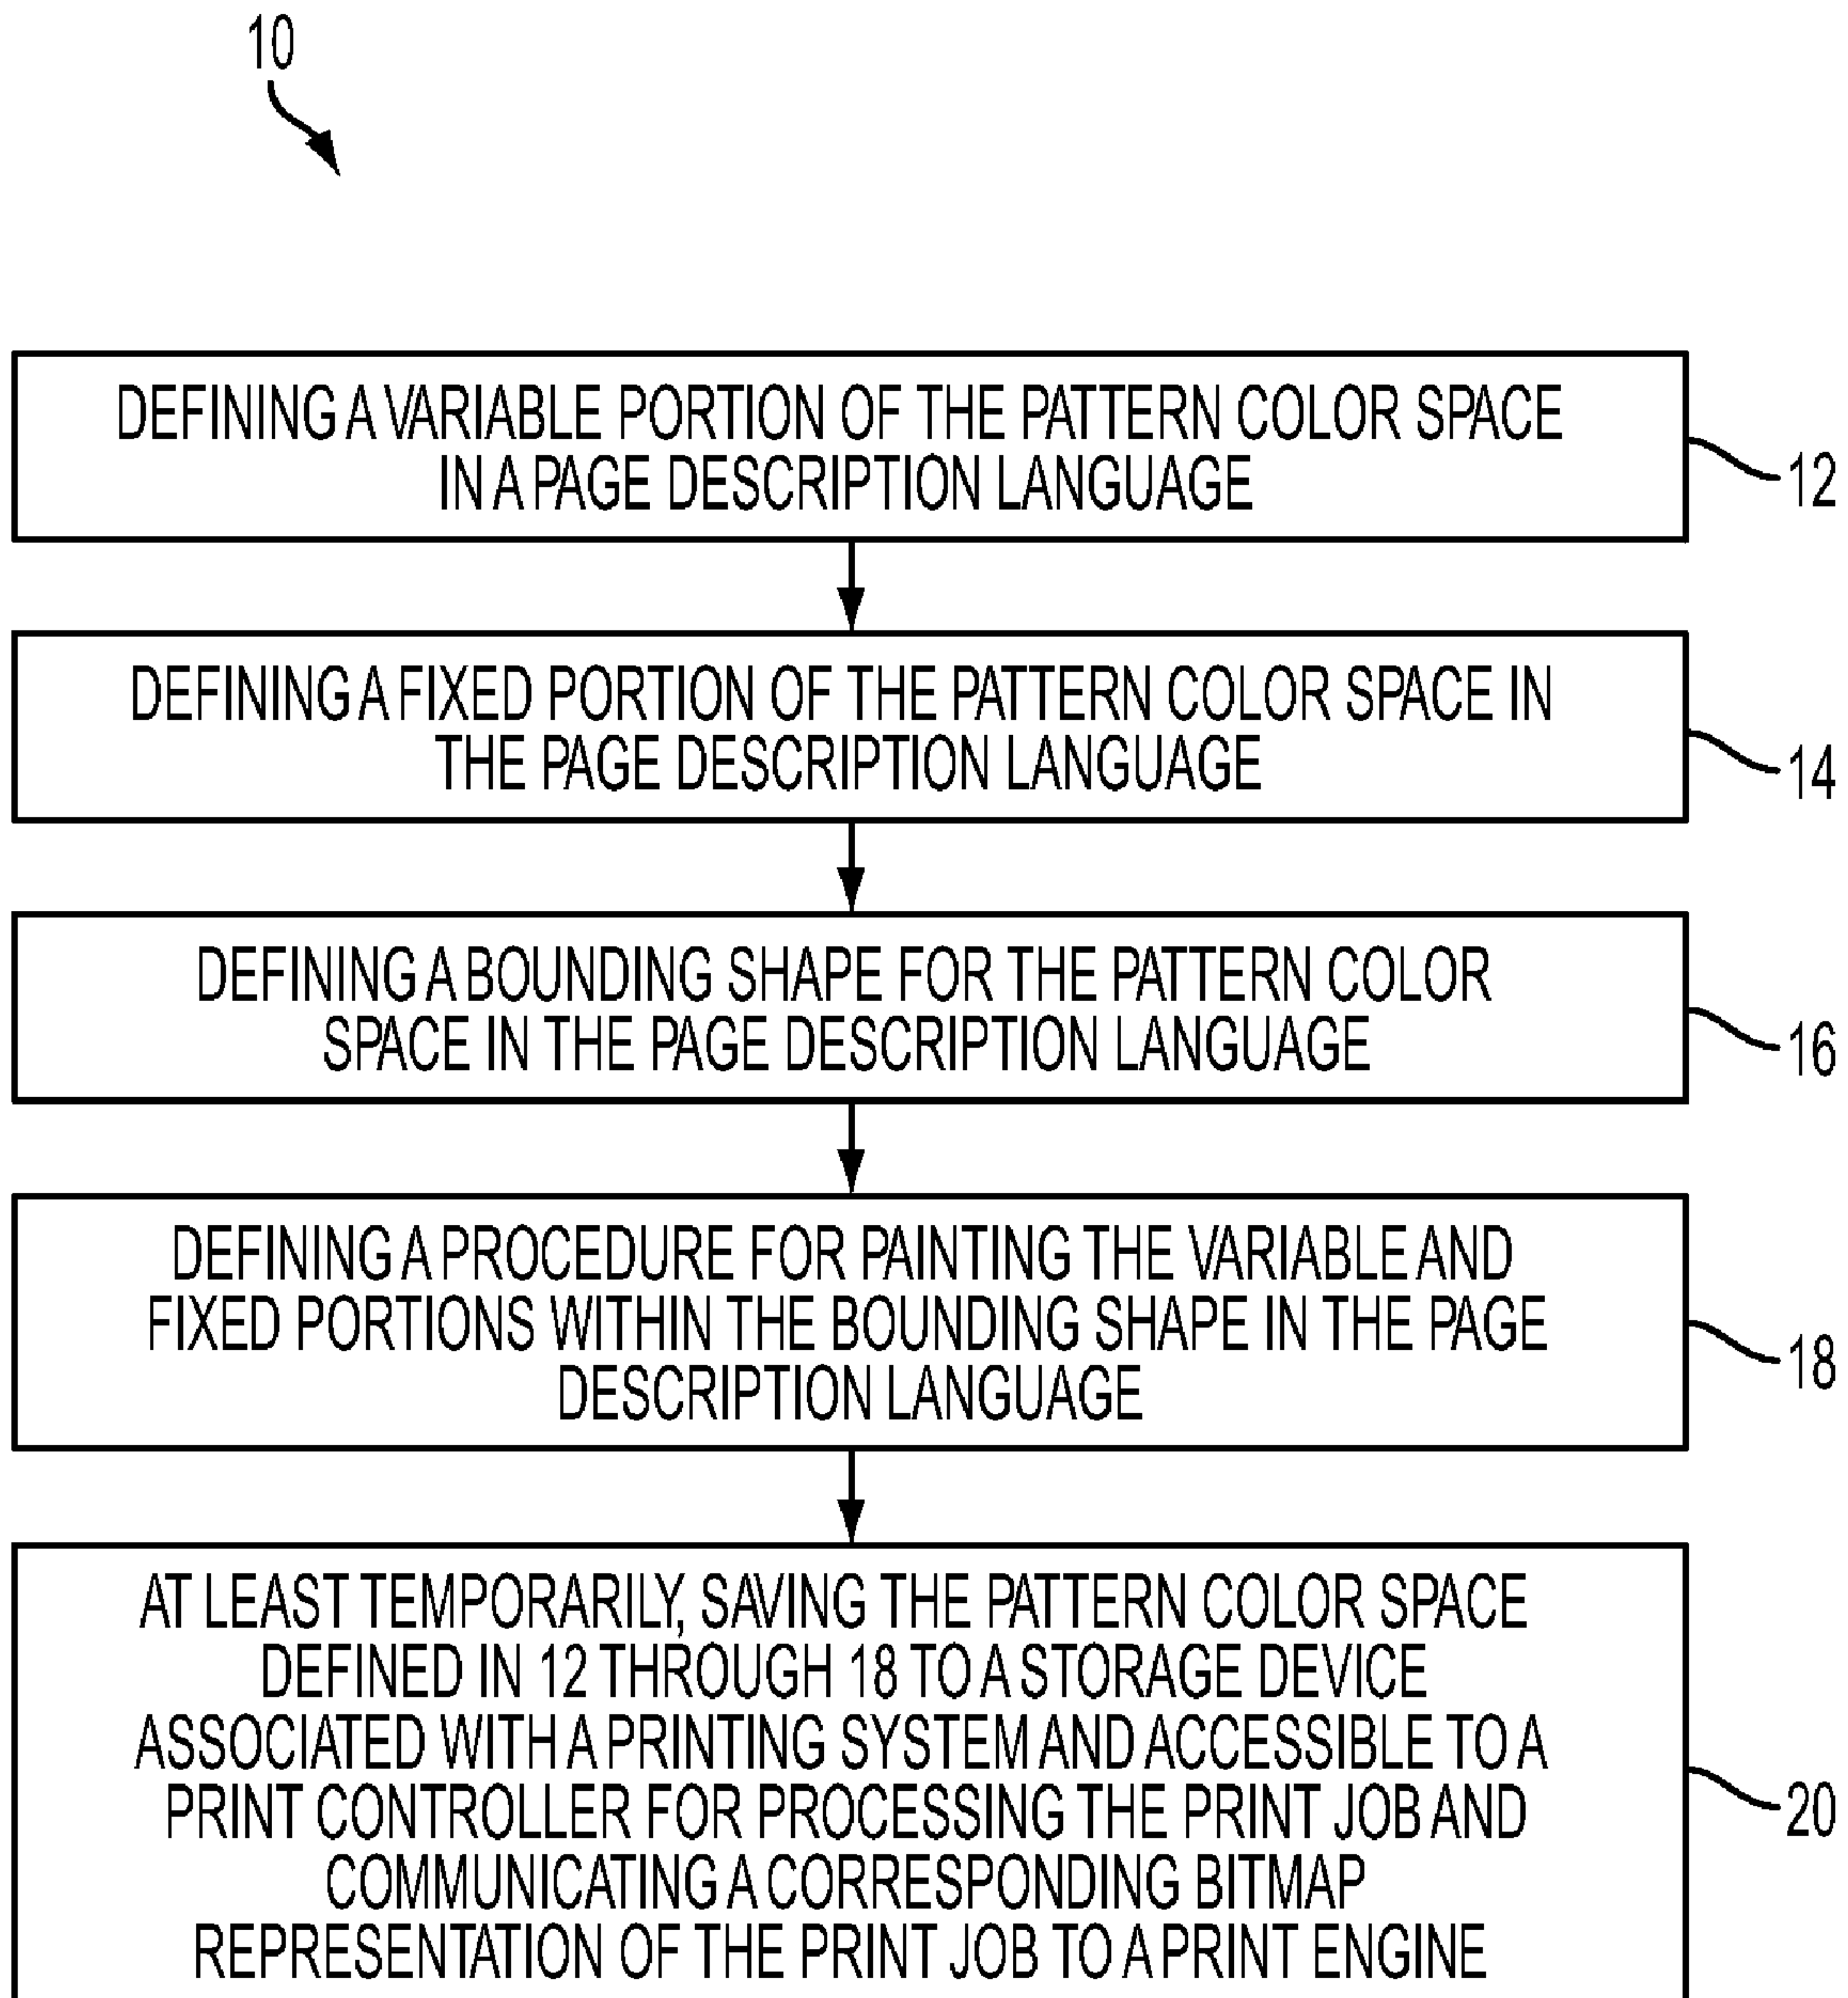 10
DEFINING A VARIABLE PORTION OF THE PATTERN COLOR SPACE
IN A PAGE DESCRIPTION LANGUAGE
12
DEFINING A FIXED PORTION OF THE PATTERN COLOR SPACE IN
THE PAGE DESCRIPTION LANGUAGE
14
DEFINING A BOUNDING SHAPE FOR THE PATTERN COLOR
SPACE IN THE PAGE DESCRIPTION LANGUAGE
16
DEFINING A PROCEDURE FOR PAINTING THE VARIABLE AND
FIXED PORTIONS WITHIN THE BOUNDING SHAPE IN THE PAGE
DESCRIPTION LANGUAGE
18
AT LEAST TEMPORARILY, SAVING THE PATTERN COLOR SPACE
DEFINED IN 12 THROUGH 18 TO A STORAGE DEVICE
ASSOCIATED WITH A PRINTING SYSTEM AND ACCESSIBLE TO A
PRINT CONTROLLER FOR PROCESSING THE PRINT JOB AND
COMMUNICATING A CORRESPONDING BITMAP
REPRESENTATION OF THE PRINT JOB TO A PRINT ENGINE
20